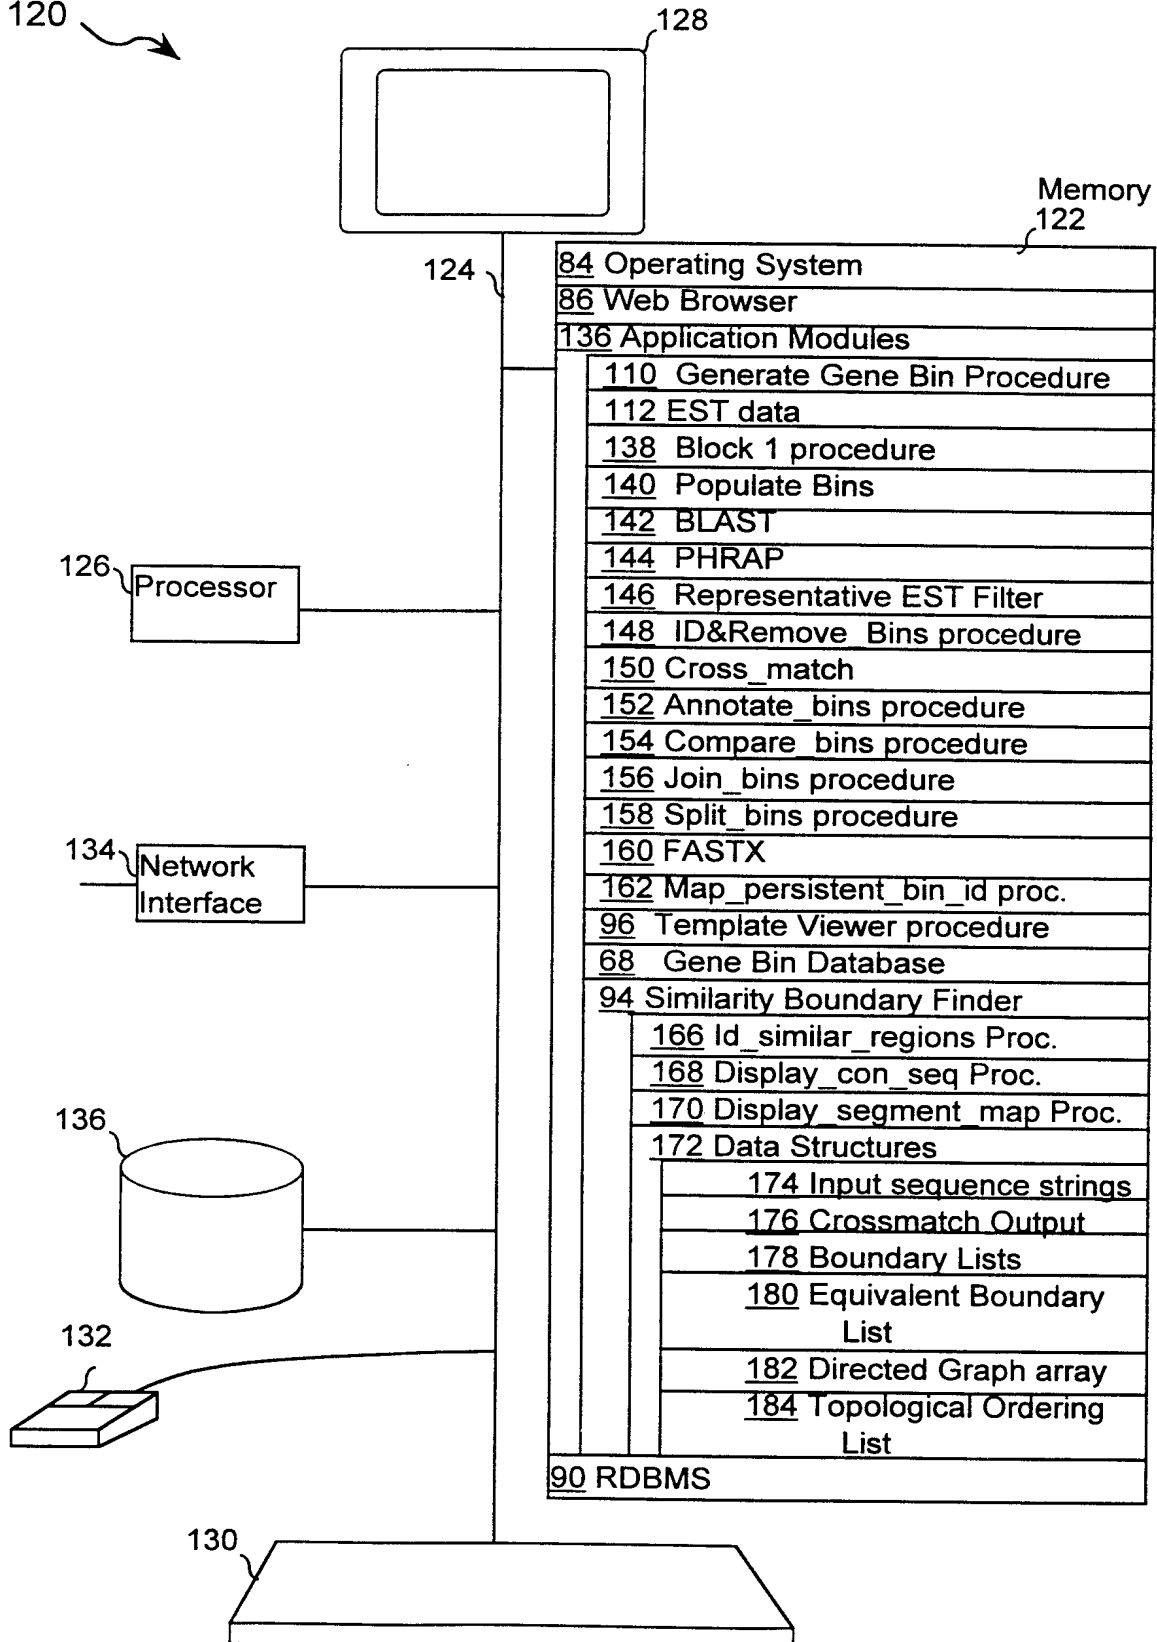 120
128
Memory
122
124
84 Operating System
86 Web Browser
136 Application Modules
110 Generate Gene Bin Procedure
112 EST data
138 Block 1 procedure
140 Populate Bins
142 BLAST
144 PHRAP
146 Representative EST Filter
148 ID&Remove_Bins procedure
150 Cross_match
152 Annotate_bins procedure
154 Compare_bins procedure
156 Join_bins procedure
158 Split_bins procedure
160 FASTX
162 Map_persistent_bin_id proc.
96 Template Viewer procedure
68 Gene Bin Database
94 Similarity Boundary Finder
166 Id_similar_regions Proc.
168 Display_con_seq Proc.
170 Display_segment_map Proc.
172 Data Structures
174 Input sequence strings
176 Crossmatch Output
178 Boundary Lists
180 Equivalent Boundary
List
182 Directed Graph array
184 Topological Ordering
List
90 RDBMS
126
Processor
134
Network
Interface
136
132
130